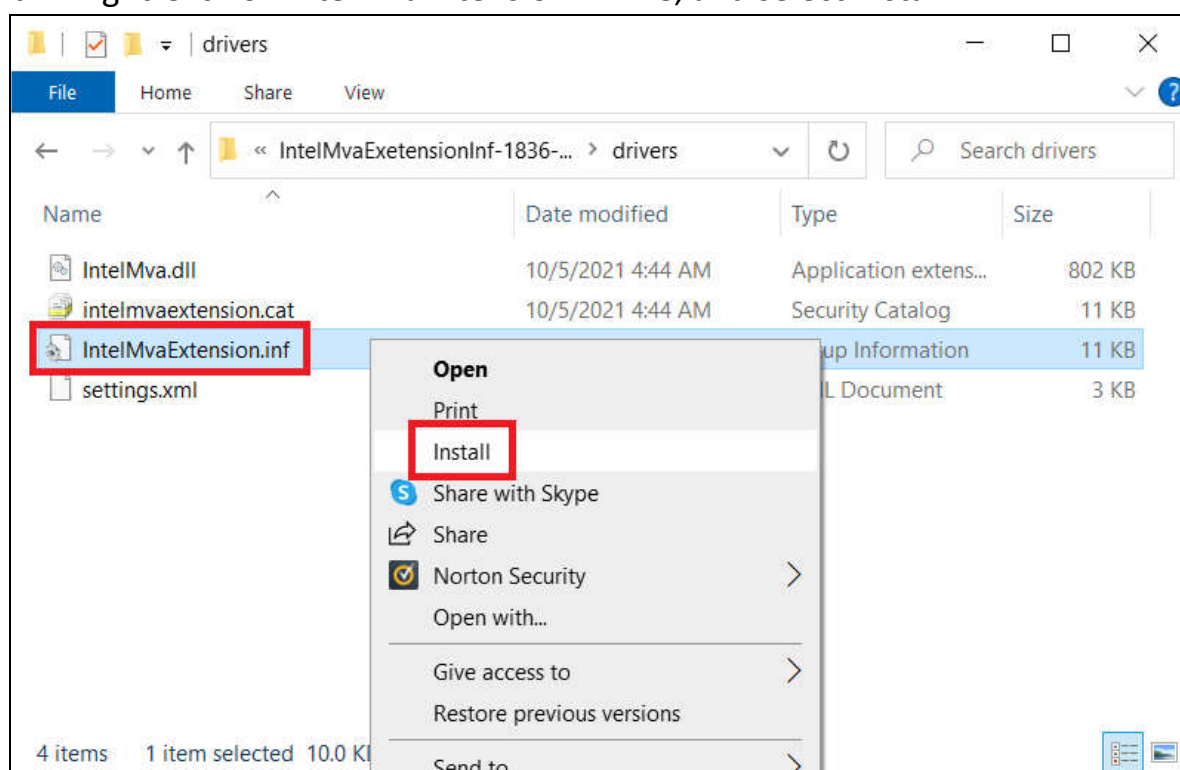 drivers
File Home Share View
« IntelMvaExetensionInf-1836-... > drivers Search drivers
Name Date modified Type Size
IntelMva.dll 10/5/2021 4:44 AM Application extens... 802 KB
intelmvaextension.cat 10/5/2021 4:44 AM Security Catalog 11 KB
IntelMvaExtension.inf up Information 11 KB
settings.xml L Document 3 KB
Open
Print
Install
Share with Skype
Share
Norton Security
Open with...
Give access to
Restore previous versions
Send to
4 items 1 item selected 10.0 K